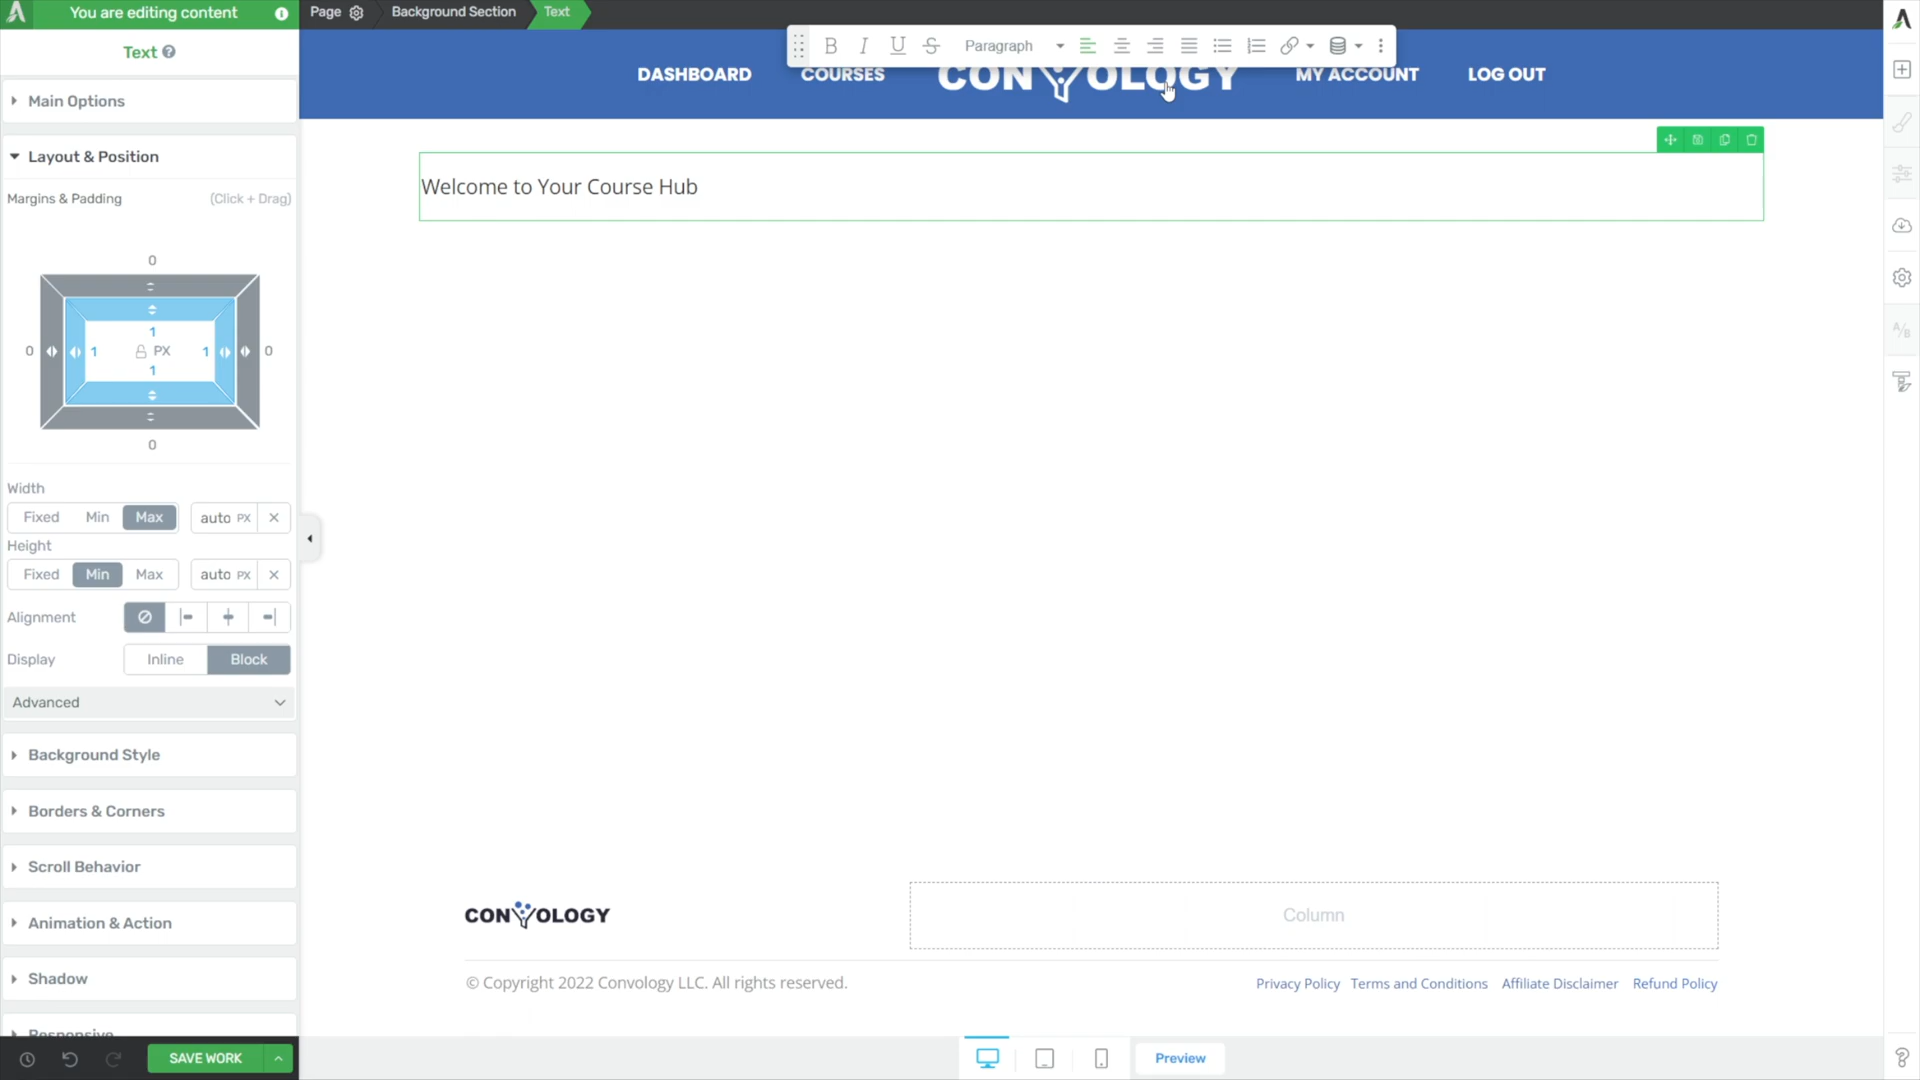 You are editing content
Page
Background Section
Text
Text
Paragraph
DASHBOARD
COURSES
CONVOLOGY
MY ACCOUNT
LOG OUT
Main Options
Layout & Position
Margins & Padding
(Click + Drag)
0
1
0
1
PX
1
0
1
0
Width
Fixed
Min
Max
auto PX
Height
Fixed
Min
Max
auto PX
Alignment
Display
Inline
Block
Advanced
Background Style
Borders & Corners
Scroll Behavior
Animation & Action
Shadow
Responsive
SAVE WORK
Welcome to Your Course Hub
CONVOLOGY
Column
© Copyright 2022 Convology LLC. All rights reserved.
Privacy Policy
Terms and Conditions
Affiliate Disclaimer
Refund Policy
Preview
A/B